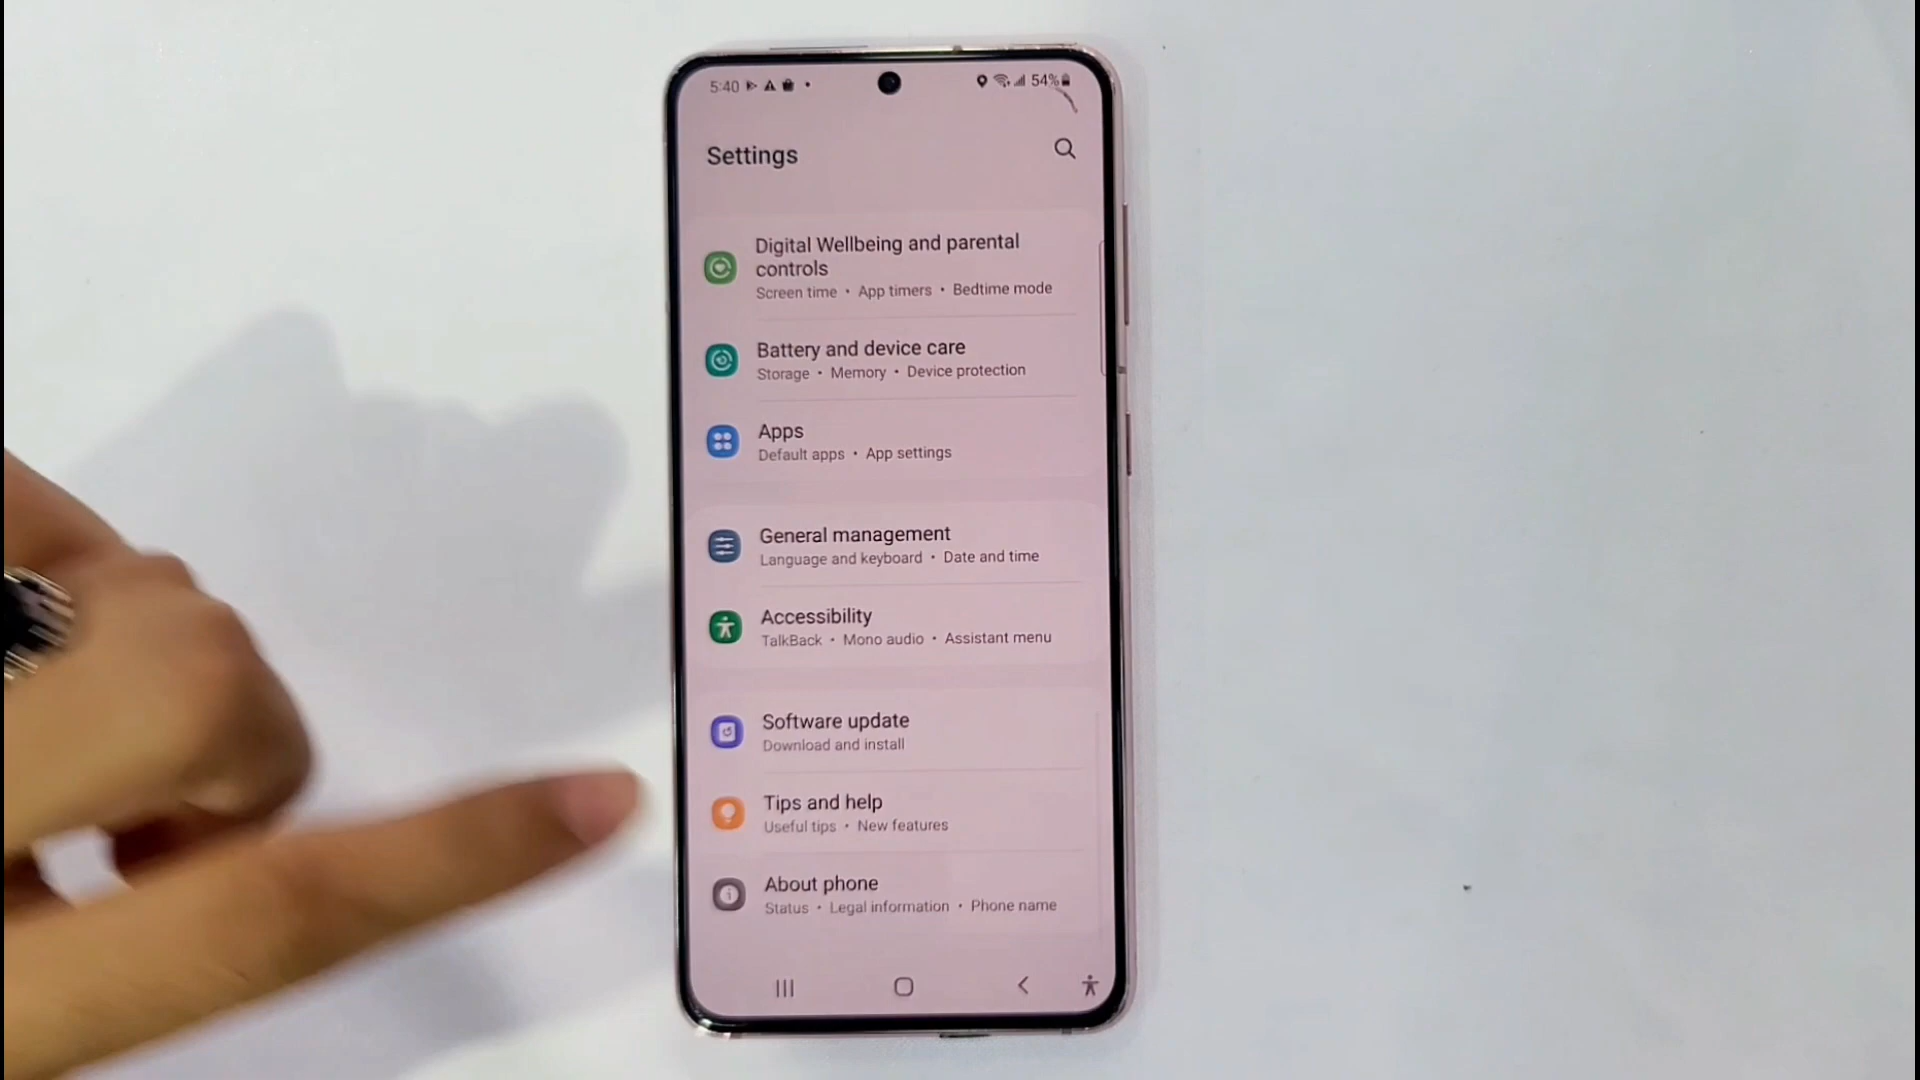 5:40
54%
Settings
Digital Wellbeing and parental
controls
Screen time • App timers • Bedtime mode
Battery and device care
Storage • Memory • Device protection
Apps
Default apps • App settings
General management
Language and keyboard • Date and time
Accessibility
TalkBack • Mono audio • Assistant menu
Software update
Download and install
Tips and help
Useful tips • New features
About phone
Status • Legal information • Phone name